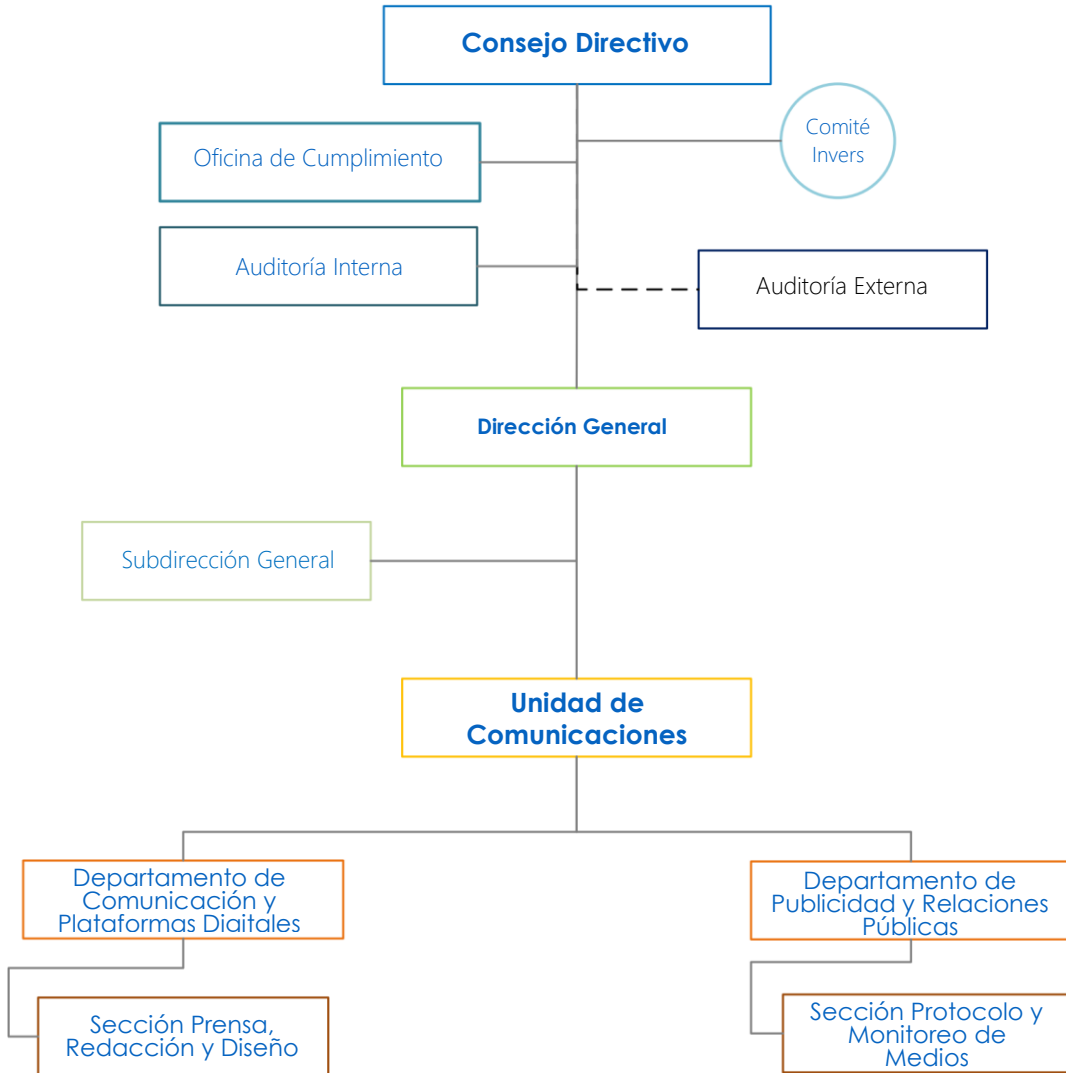 Consejo Directivo
Oficina de Cumplimiento
Comité
Invers
Auditoría Interna
Auditoría Externa
Dirección General
Subdirección General
Unidad de
Comunicaciones
Departamento de
Comunicación y
Plataformas Diaitales
Departamento de
Publicidad y Relaciones
Públicas
Sección Prensa,
Redacción y Diseño
Sección Protocolo y
Monitoreo de
Medios